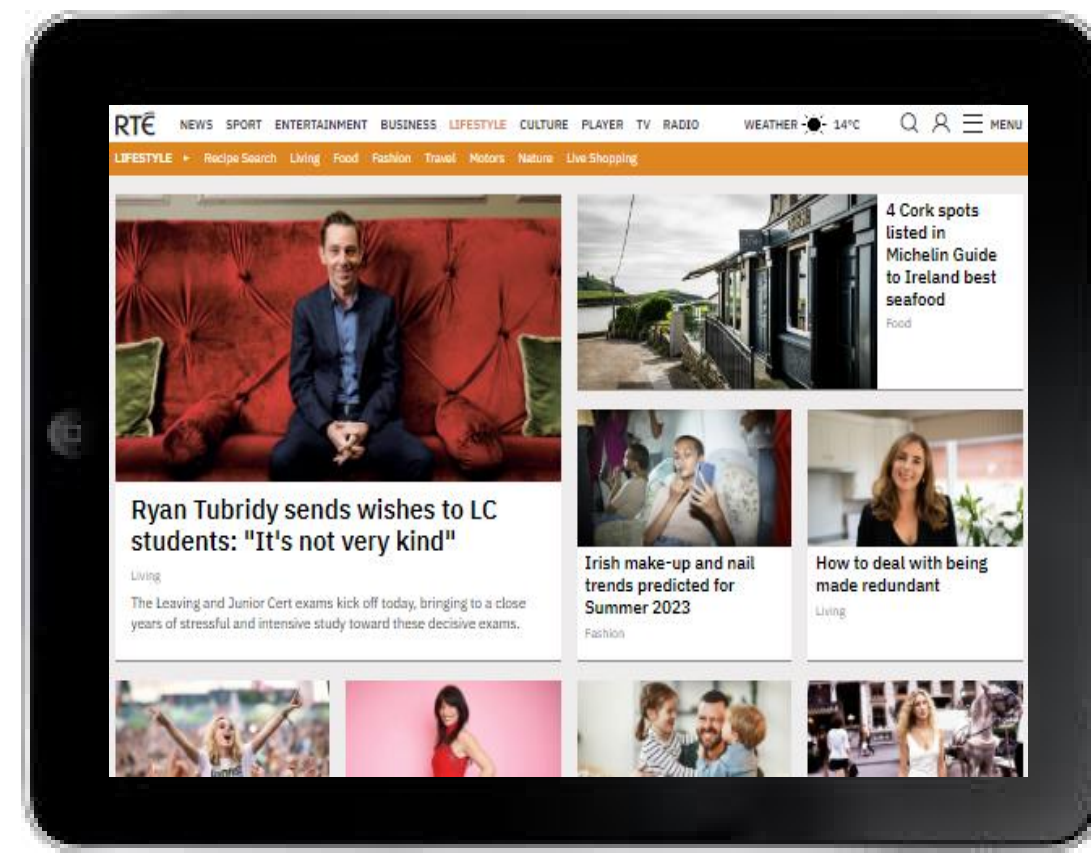 RTÉ NEWS SPORT ENTERTAINMENT BUSINESS LIFESTYLE CULTURE PLAYER TV RADIO WEATHER 14°C MENU
LIFESTYLE Recipe Search Living Food Fashion Travel Motors Nature Live Shopping
Ryan Tubridy sends wishes to LC
students: "It's not very kind"
Living
The Leaving and Junior Cert exams kick off today, bringing to a close
years of stressful and intensive study toward these decisive exams.
4 Cork spots
listed in
Michelin Guide
to Ireland best
seafood
Food
Irish make-up and nail
trends predicted for
Summer 2023
Fashion
How to deal with being
made redundant
Living